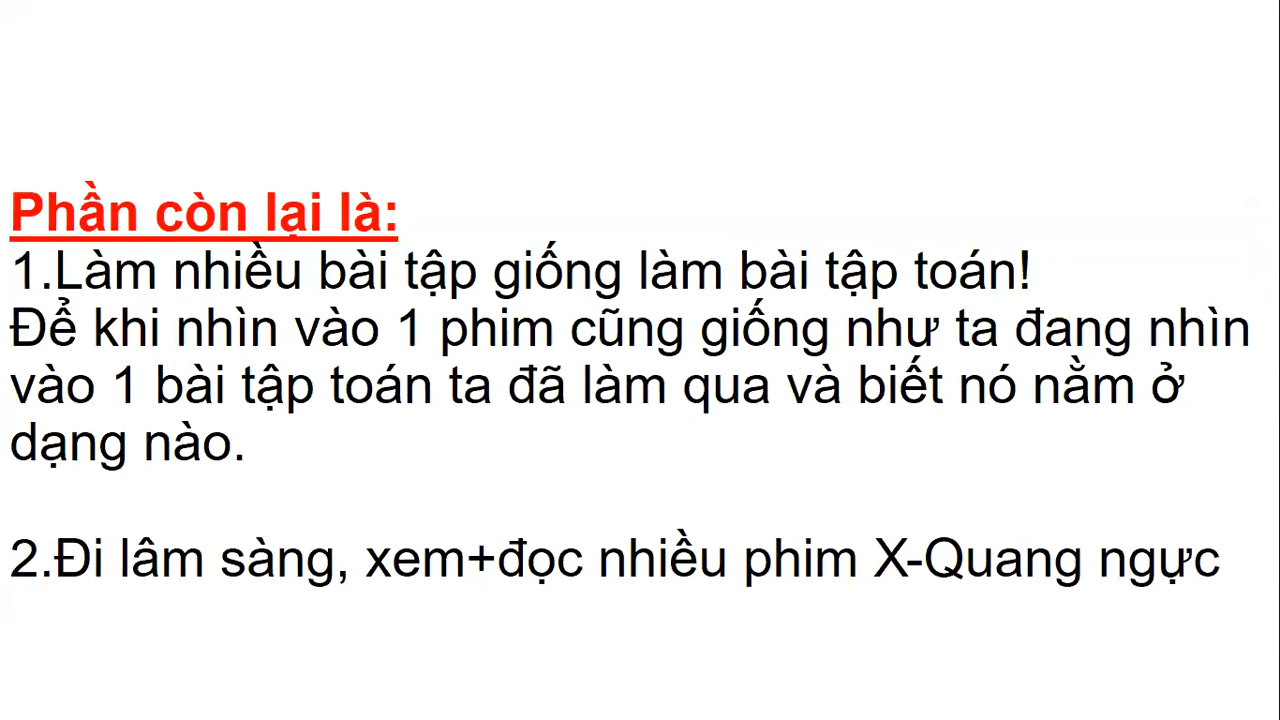 Phần còn lại là:
1.Làm nhiều bài tập giống làm bài tập toán!
Để khi nhìn vào 1 phim cũng giống như ta đang nhìn
vào 1 bài tập toán ta đã làm qua và biết nó nằm ở
dạng nào.
2.Đi lâm sàng, xem+đọc nhiều phim X-Quang ngực